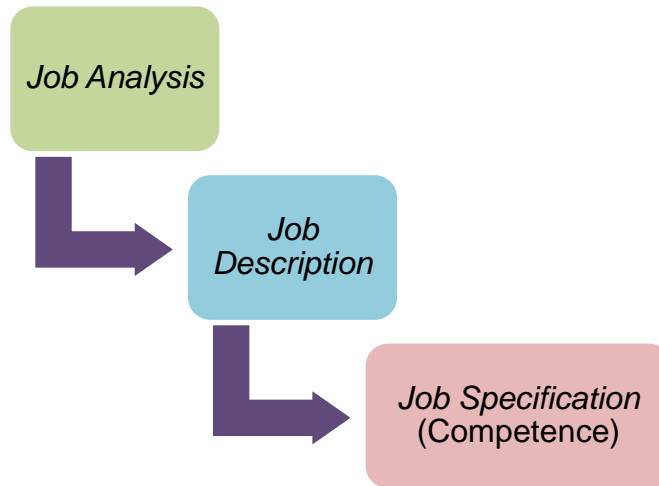 Job Analysis
Job
Description
Job Specification
(Competence)